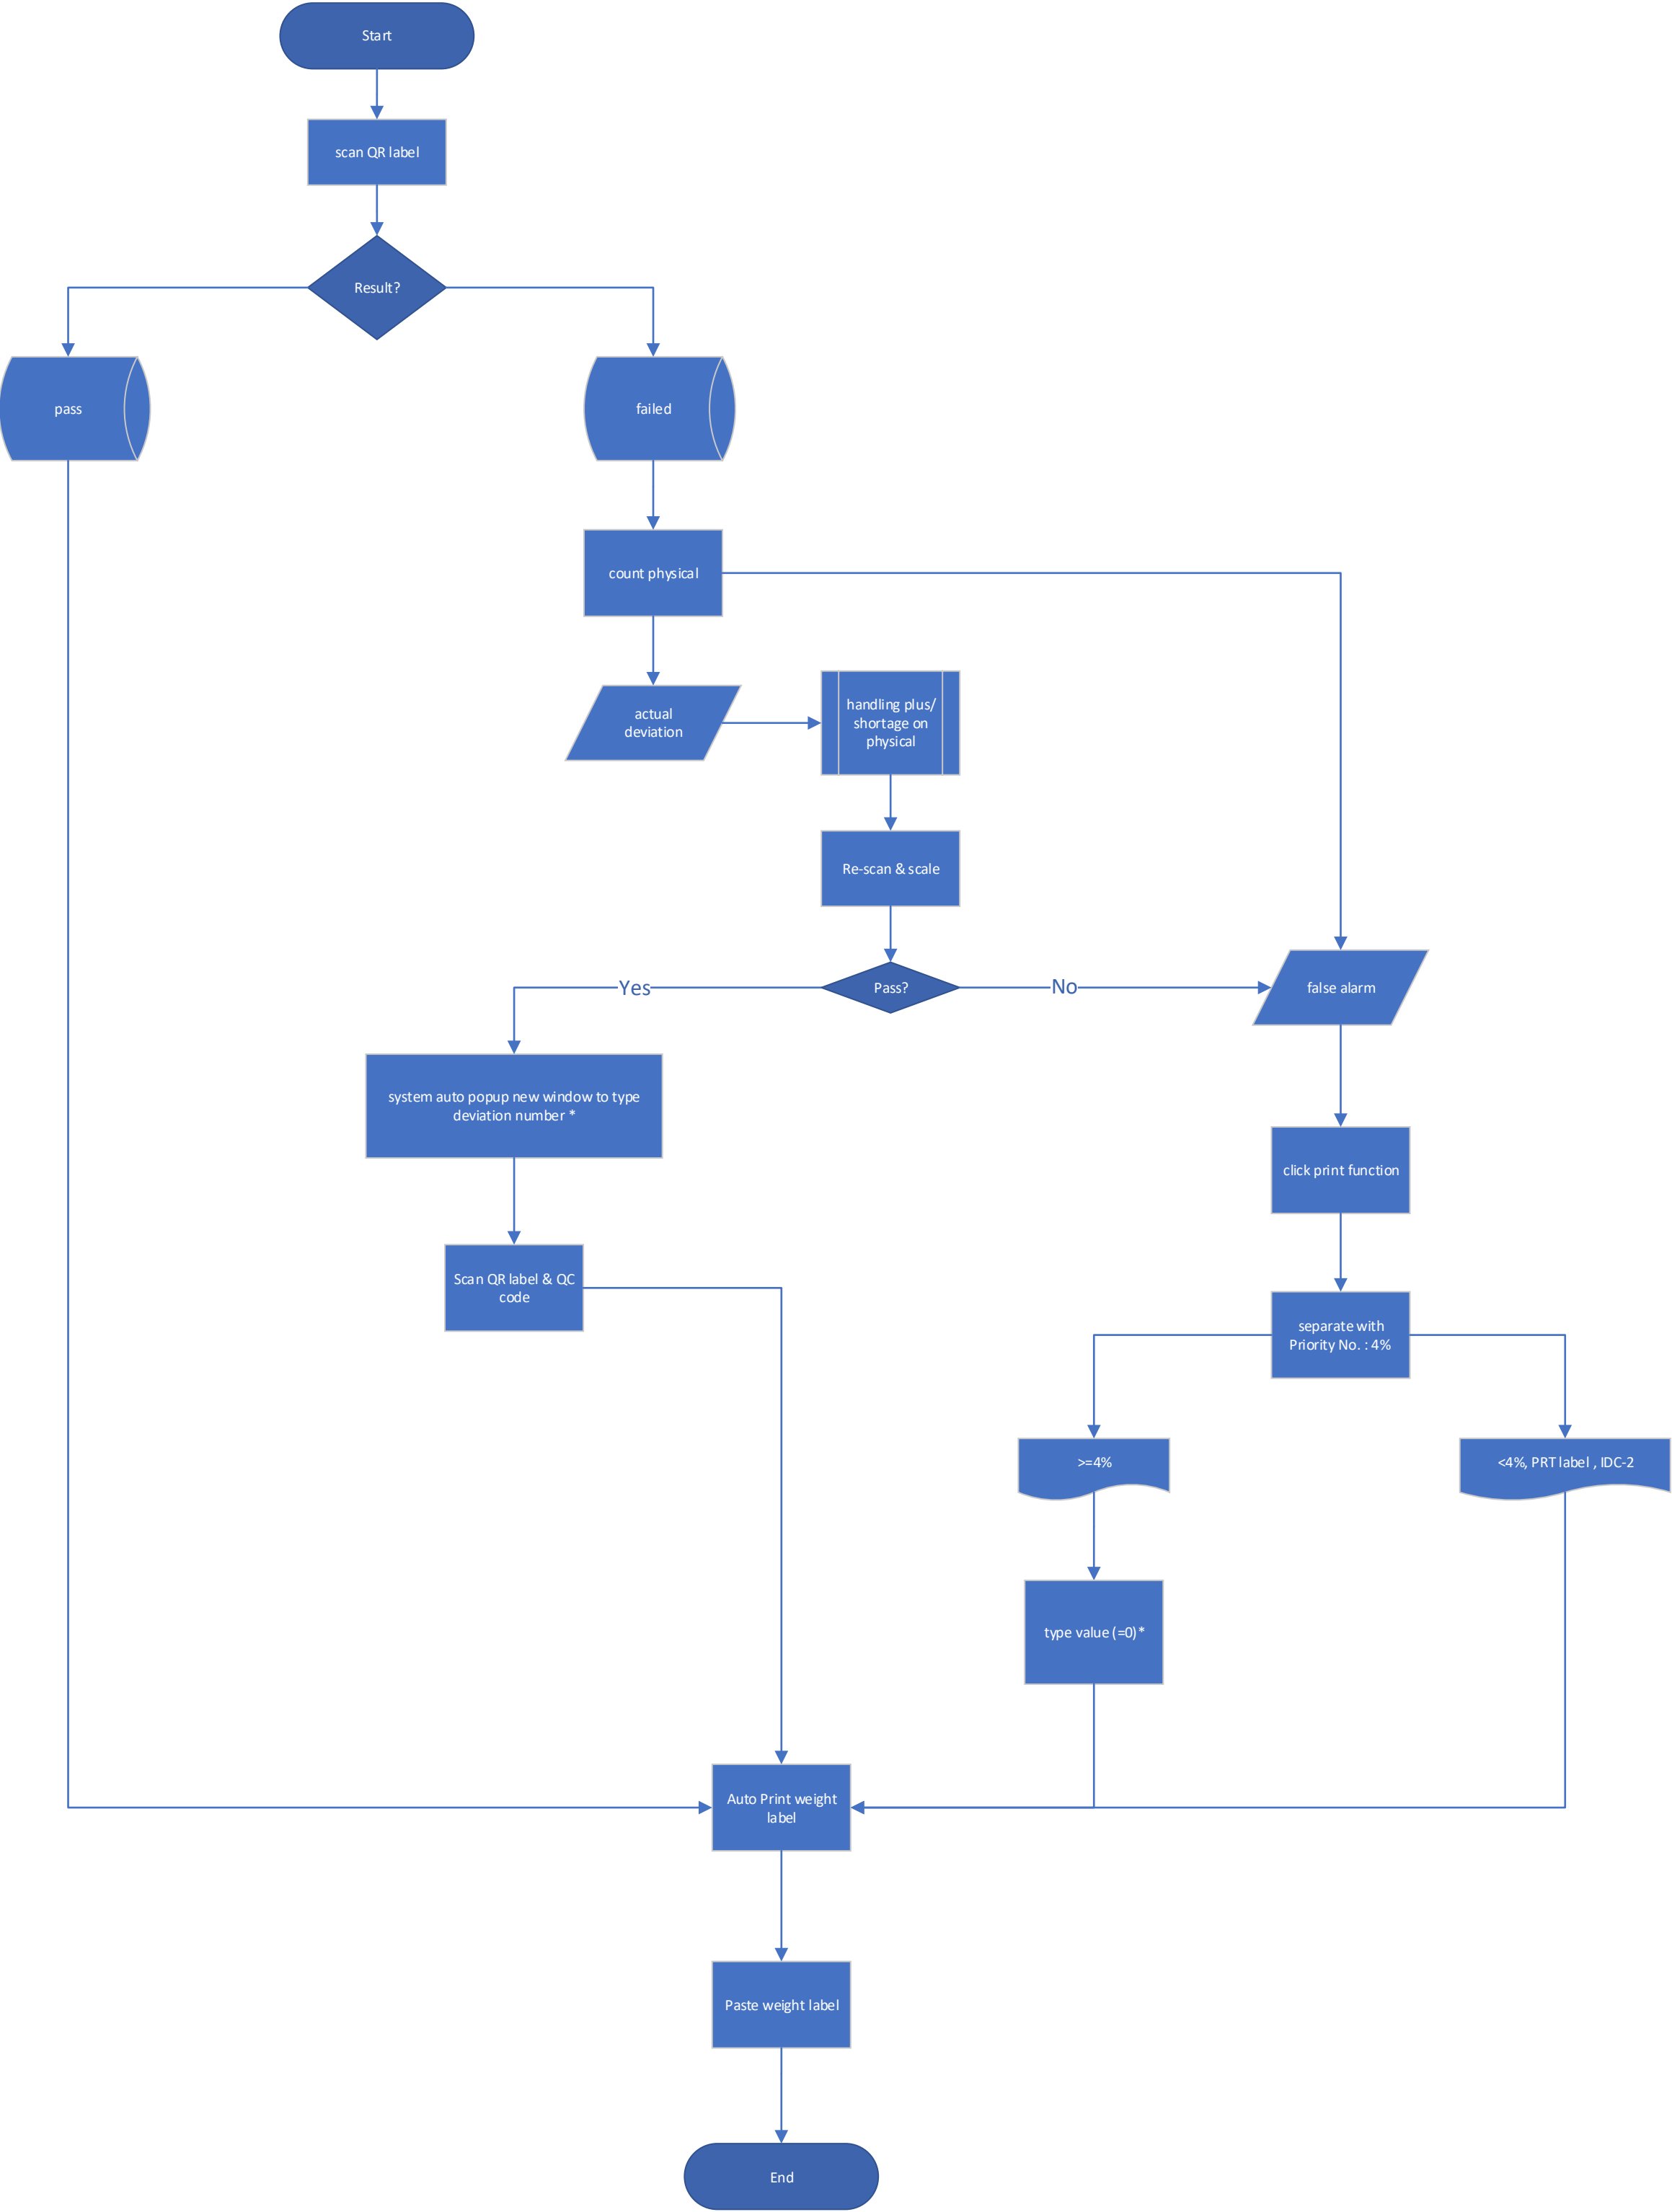 Start
scan QR label
Result?
pass
failed
count physical
actual
deviation
handling plus/
shortage on
physical
Re-scan & scale
Pass?
Yes
No
false alarm
system auto popup new window to type
deviation number *
click print function
Scan QR label & QC
code
separate with
Priority No. : 4%
>=4%
<4%, PRT label , IDC-2
type value (=0)*
Auto Print weight
label
Paste weight label
End